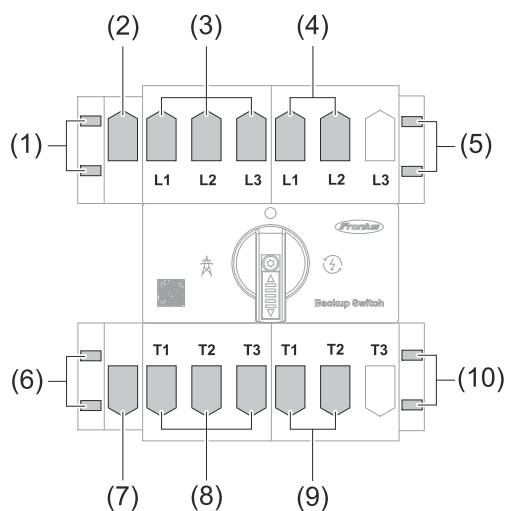 (2) (3) (4)
(1) (5)
L1 L2 L3 L1 L2 L3
Fronius
Backup Switch
T1 T2 T3 T1 T2 T3
(6) (10)
(7) (8) (9)